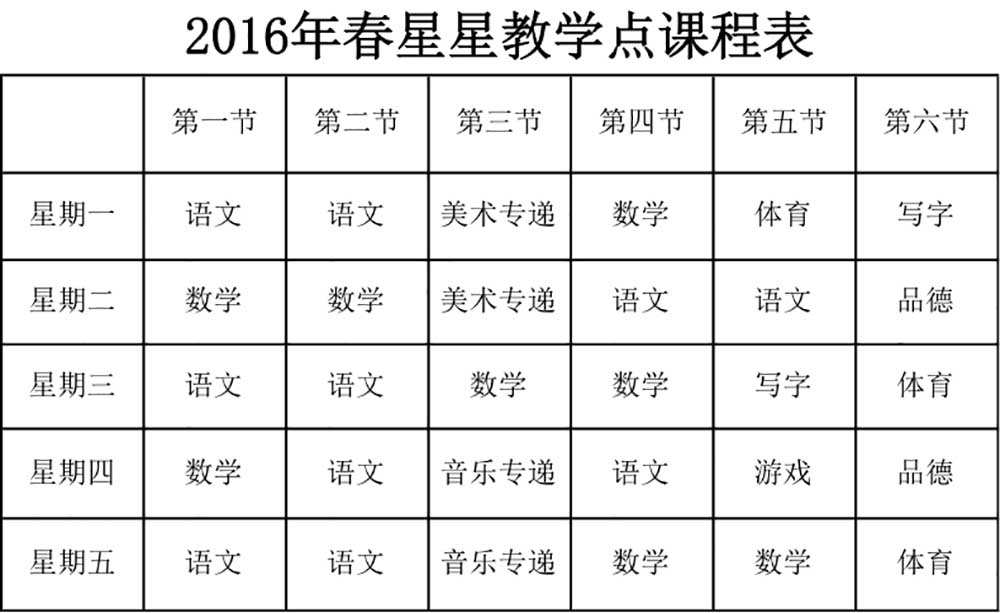 2016年春星星教学点课程表
第一节 第二节 第三节 第四节 第五节 第六节
星期一 语文 语文 美术专递 数学 体育 写字
星期二 数学 数学 美术专递 语文 语文 品德
星期三 语文 语文 数学 数学 写字 体育
星期四 数学 语文 音乐专递 语文 游戏 品德
星期五 语文 语文 音乐专递 数学 数学 体育